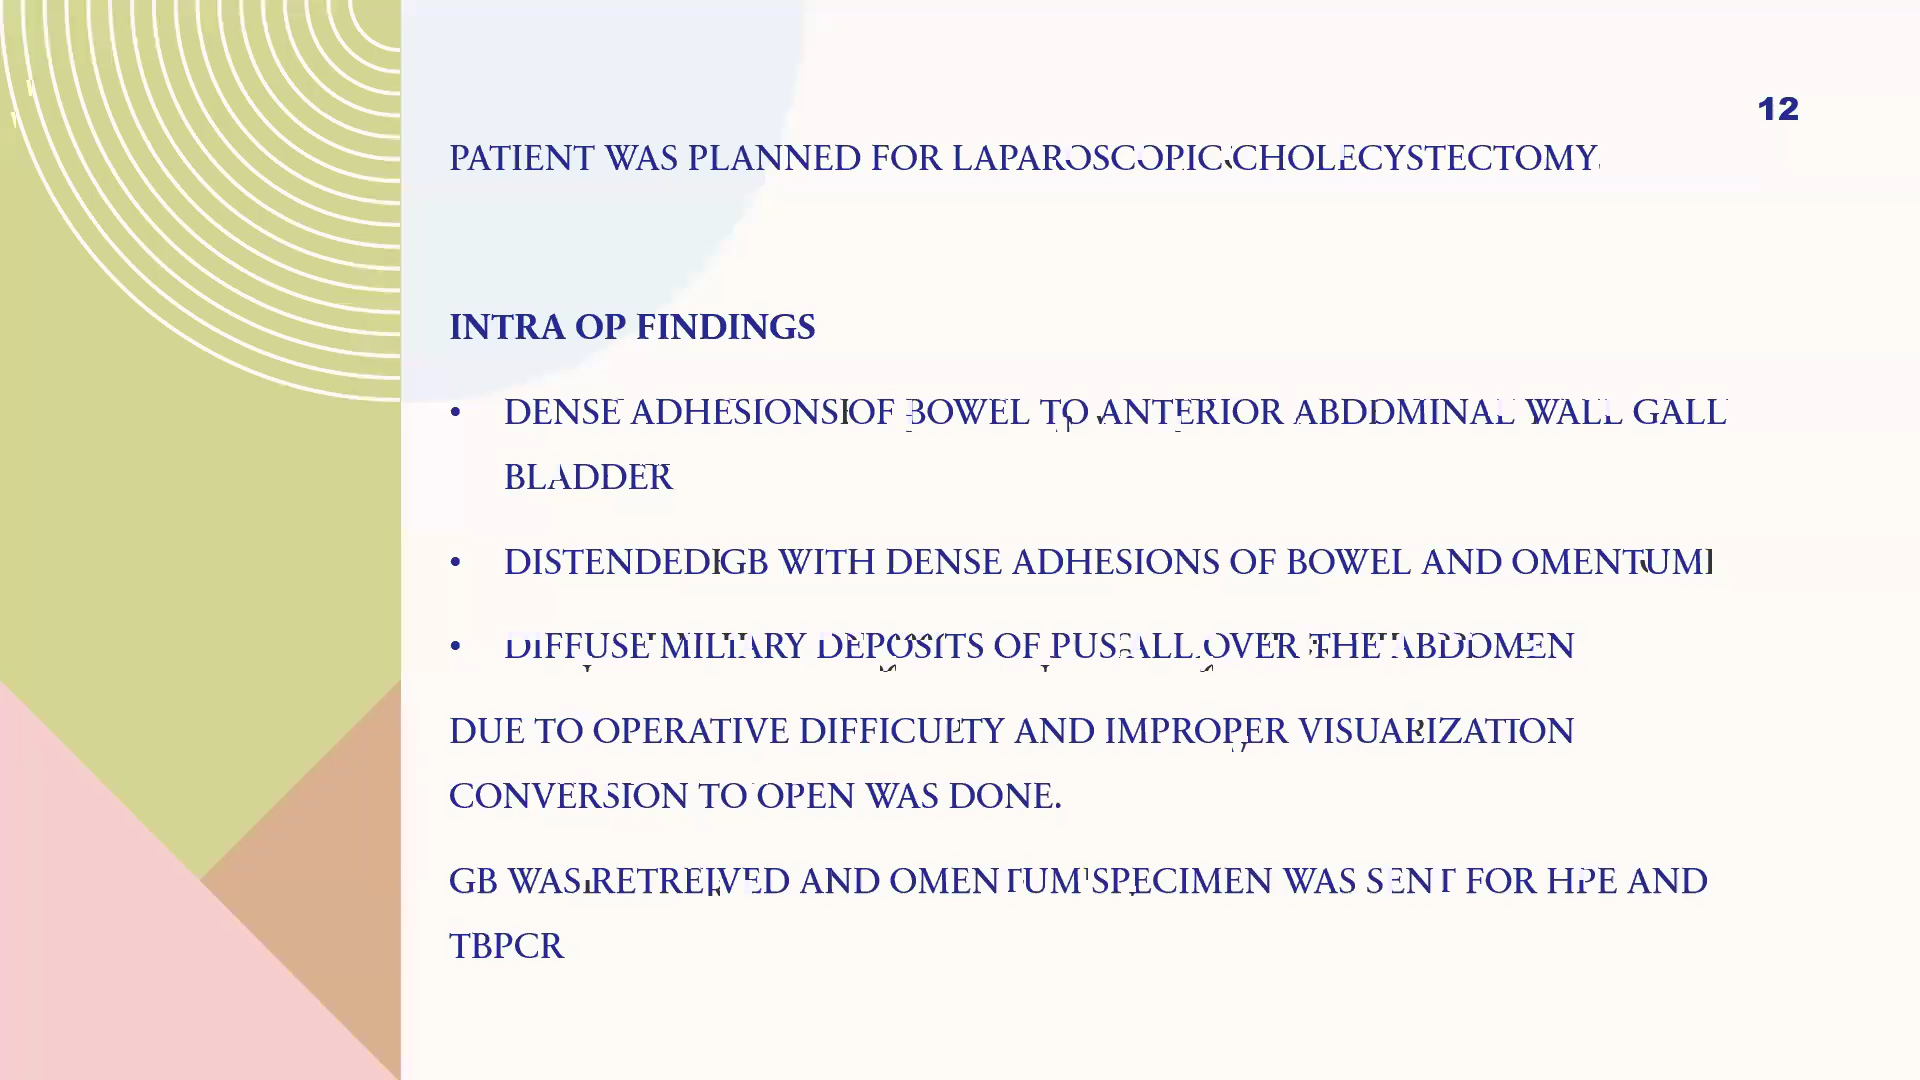 12
PATIENT WAS PLANNED FOR LAPAROSCOPIC CHOLECYSTECTOMY.
INTRA OP FINDINGS
• DENSE ADHESIONS OF BOWEL TO ANTERIOR ABDOMINAL WALL GALL
BLADDER
• DISTENDED GB WITH DENSE ADHESIONS OF BOWEL AND OMENTUM
• DIFFUSE MILIARY DEPOSITS OF PUS ALL OVER THE ABDOMEN
DUE TO OPERATIVE DIFFICULTY AND IMPROPER VISUALIZATION
CONVERSION TO OPEN WAS DONE.
GB WAS RETREIVED AND OMENTUM SPECIMEN WAS SENT FOR HPE AND
TBPCR